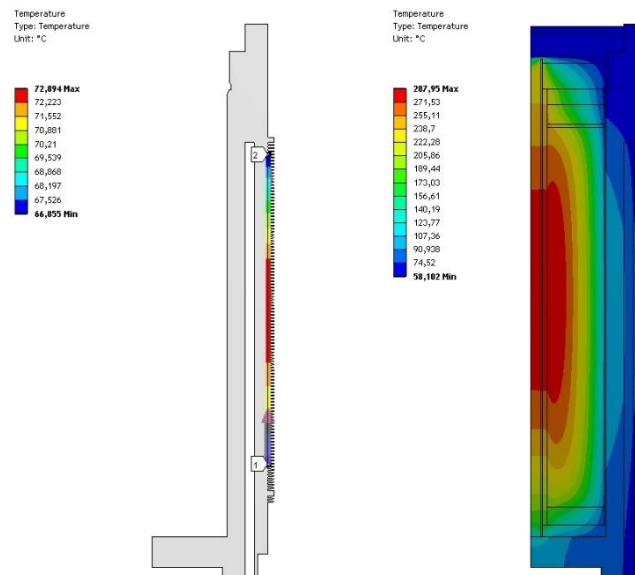 Temperature
Type: Temperature
Unit: °C
72,894 Max
72,223
71,552
70,881
70,21
69,539
68,868
68,197
67,526
66,855 Min
2
1
Temperature
Type: Temperature
Unit: °C
287,95 Max
271,53
255,11
238,7
222,28
205,86
189,44
173,03
156,61
140,19
123,77
107,36
90,938
74,52
58,102 Min